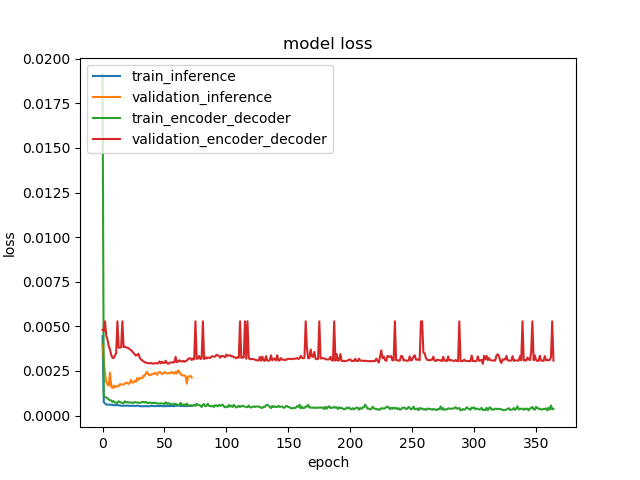 model loss
train_inference
validation_inference
train_encoder_decoder
validation_encoder_decoder
loss
0.0200
0.0175
0.0150
0.0125
0.0100
0.0075
0.0050
0.0025
0.0000
0 50 100 150 200 250 300 350
epoch